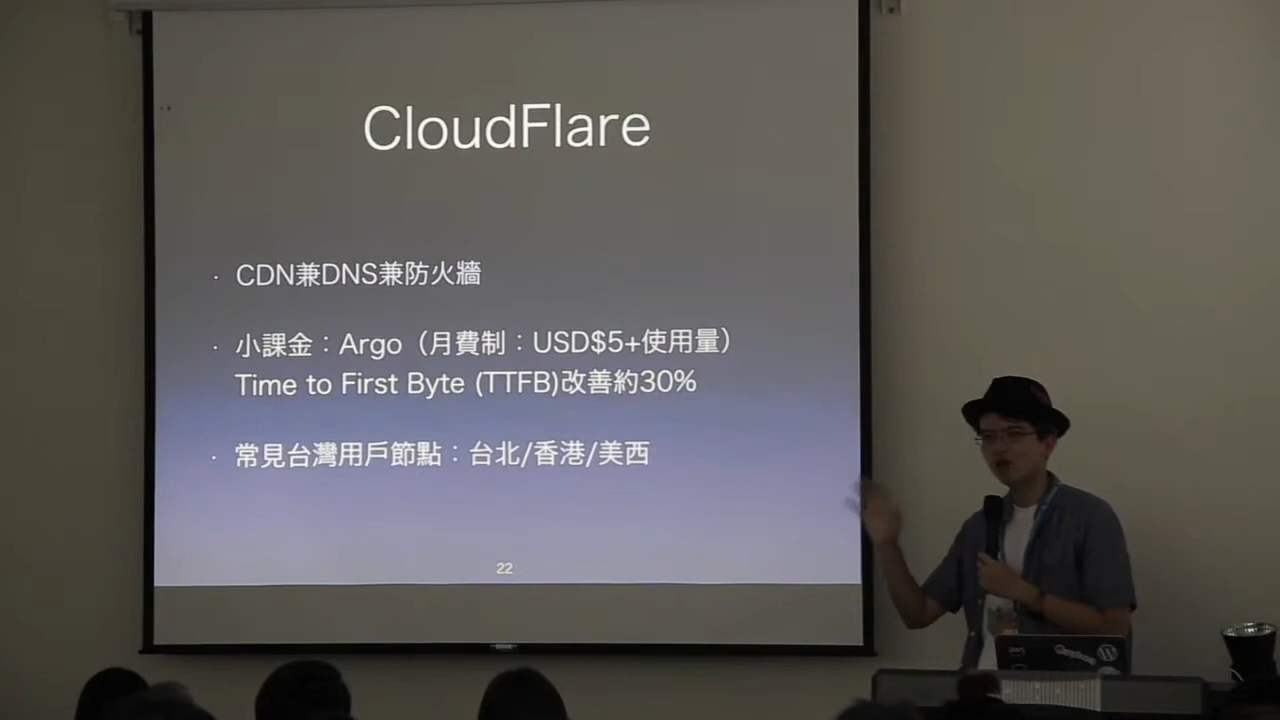 CloudFlare
· CDN兼DNS兼防火牆
· 小課金：Argo（月費制：USD$5+使用量）
Time to First Byte (TTFB)改善約30%
· 常見台灣用戶節點：台北/香港/美西
22